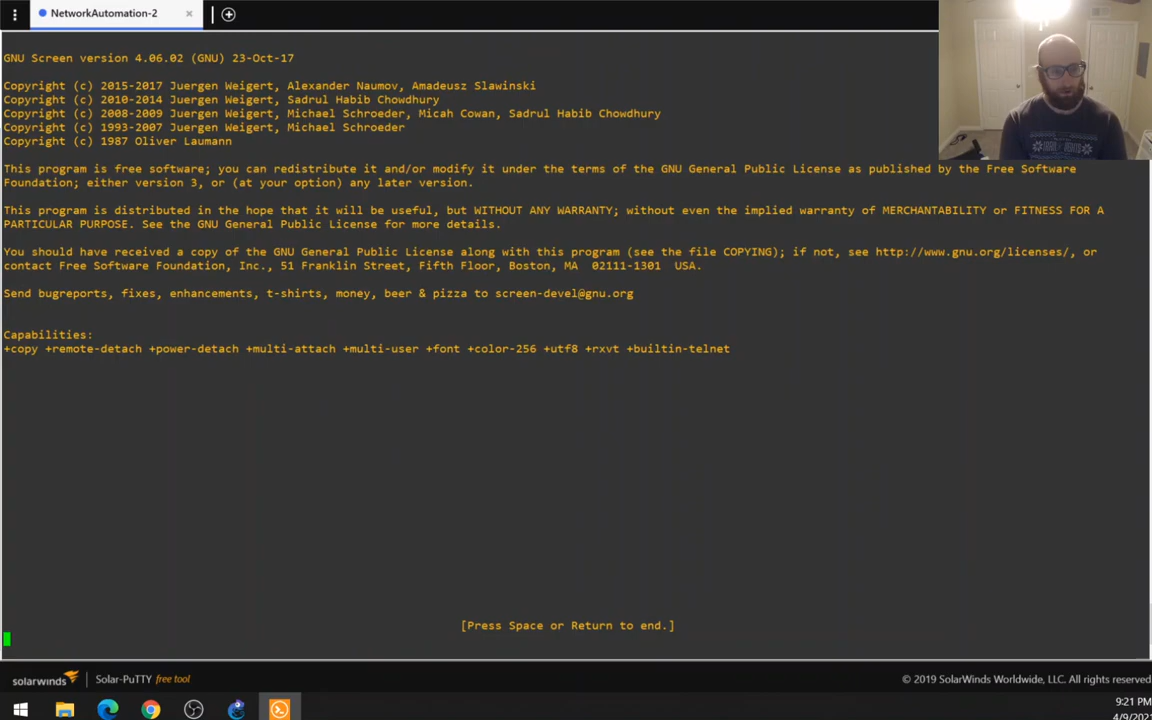 NetworkAutomation-2
GNU Screen version 4.06.02 (GNU) 23-Oct-17
Copyright (c) 2015-2017 Juergen Weigert, Alexander Naumov, Amadeusz Slawinski
Copyright (c) 2010-2014 Juergen Weigert, Sadrul Habib Chowdhury
Copyright (c) 2008-2009 Juergen Weigert, Michael Schroeder, Micah Cowan, Sadrul Habib Chowdhury
Copyright (c) 1993-2007 Juergen Weigert, Michael Schroeder
Copyright (c) 1987 Oliver Laumann
This program is free software; you can redistribute it and/or modify it under the terms of the GNU General Public License as published by the Free Software
Foundation; either version 3, or (at your option) any later version.
This program is distributed in the hope that it will be useful, but WITHOUT ANY WARRANTY; without even the implied warranty of MERCHANTABILITY or FITNESS FOR A
PARTICULAR PURPOSE. See the GNU General Public License for more details.
You should have received a copy of the GNU General Public License along with this program (see the file COPYING); if not, see http://www.gnu.org/licenses/, or
contact Free Software Foundation, Inc., 51 Franklin Street, Fifth Floor, Boston, MA  02111-1301  USA.
Send bugreports, fixes, enhancements, t-shirts, money, beer & pizza to screen-devel@gnu.org
Capabilities:
+copy +remote-detach +power-detach +multi-attach +multi-user +font +color-256 +utf8 +rxvt +builtin-telnet
[Press Space or Return to end.]
solarwinds Solar-PuTTY free tool © 2019 SolarWinds Worldwide, LLC. All rights reserved
9:21 PM
4/9/202